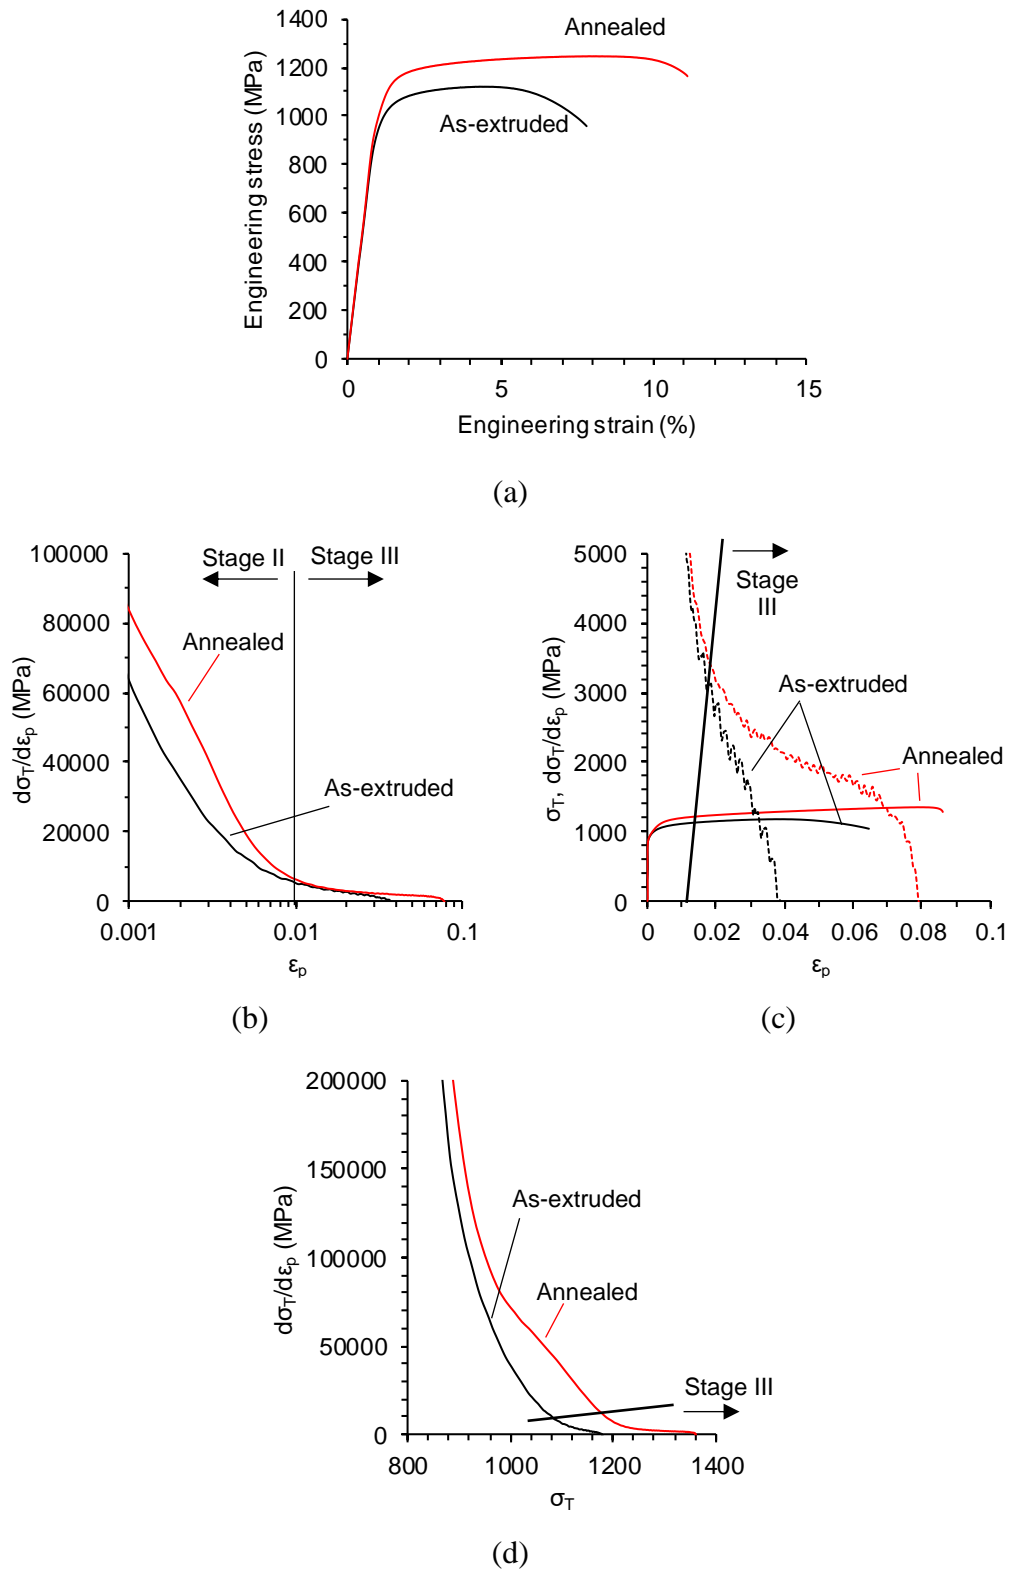 1400
1200
1000
800
600
400
200
0
Engineering stress (MPa)
Annealed
As-extruded
0
5
10
15
Engineering strain (%)
(a)
100000
80000
60000
40000
20000
0
dσT/dεp (MPa)
Stage II
Stage III
Annealed
As-extruded
0.001
0.01
0.1
εp
(b)
5000
4000
3000
2000
1000
0
σT, dσT/dεp (MPa)
Stage
III
As-extruded
Annealed
0
0.02
0.04
0.06
0.08
0.1
εp
(c)
200000
150000
100000
50000
0
dσT/dεp (MPa)
As-extruded
Annealed
Stage III
800
1000
1200
1400
σT
(d)